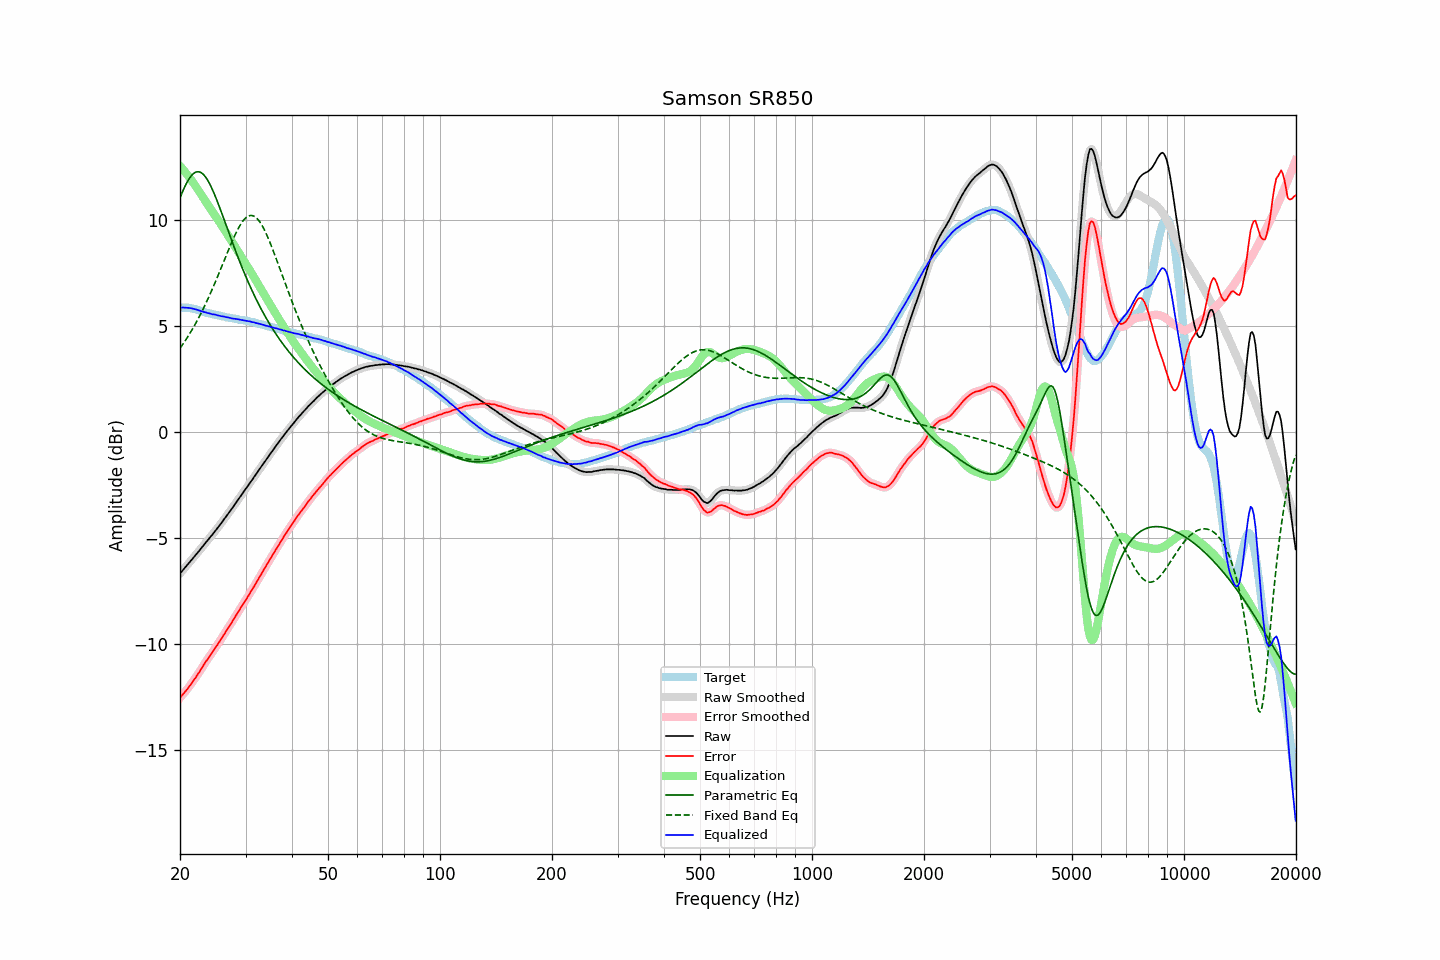 Samson SR850
Amplitude (dBr)
10
5
0
−5
−10
−15
Target
Raw Smoothed
Error Smoothed
Raw
Error
Equalization
Parametric Eq
Fixed Band Eq
Equalized
20 50 100 200 500 1000 2000 5000 10000 20000
Frequency (Hz)